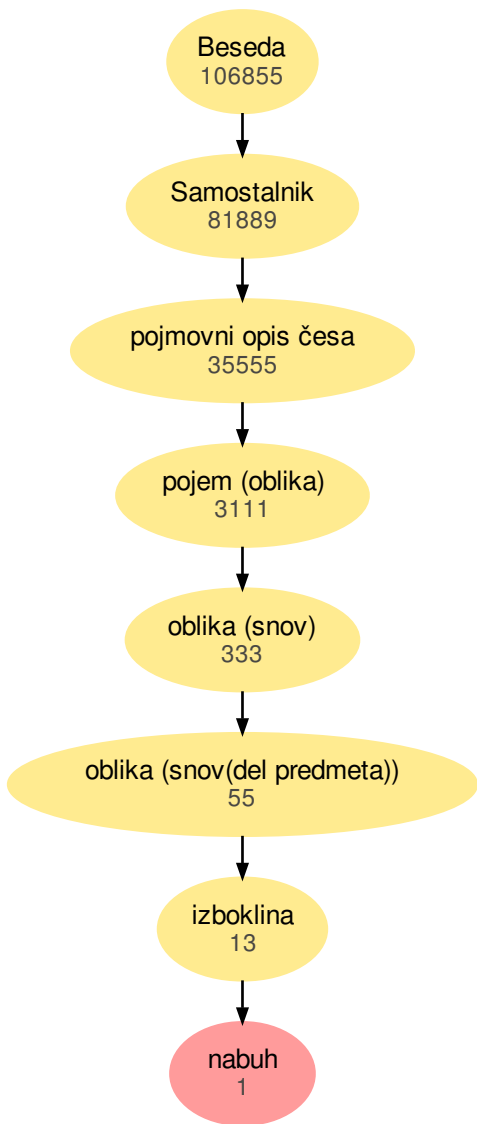 Beseda
106855
Samostalnik
81889
pojmovni opis česa
35555
pojem (oblika)
3111
oblika (snov)
333
oblika (snov(del predmeta))
55
izboklina
13
nabuh
1